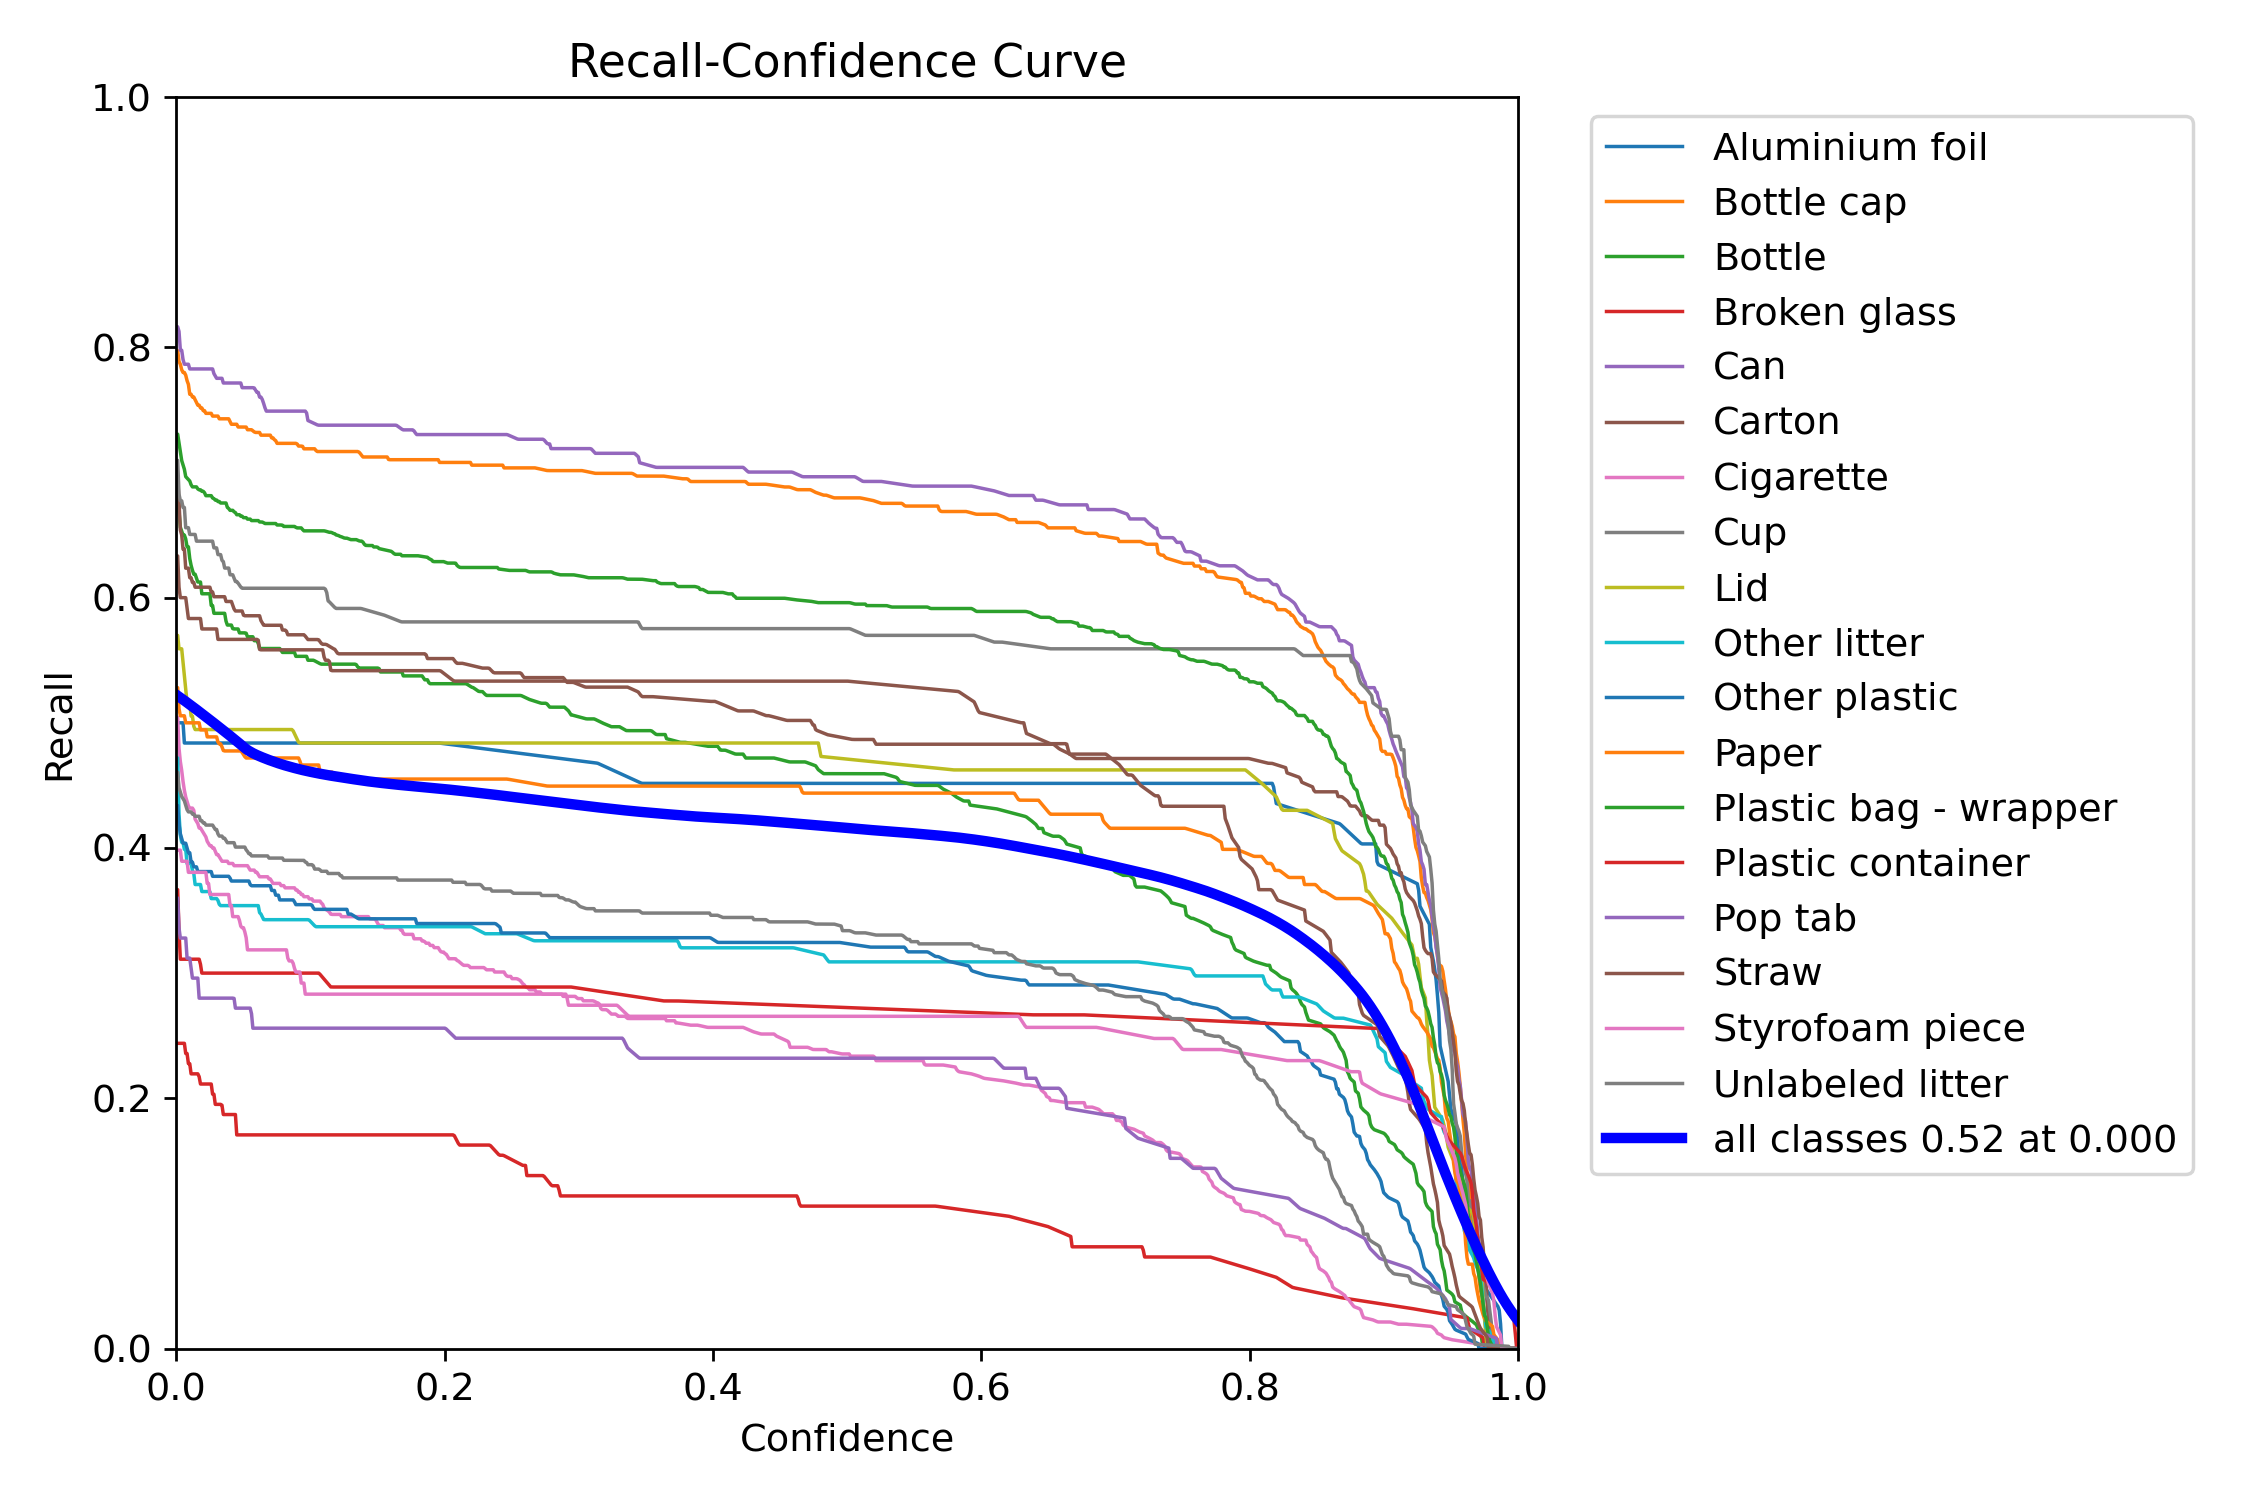 Recall-Confidence Curve
1.0
0.8
0.6
0.4
0.2
0.0
Recall
0.0 0.2 0.4 0.6 0.8 1.0
Confidence
Aluminium foil
Bottle cap
Bottle
Broken glass
Can
Carton
Cigarette
Cup
Lid
Other litter
Other plastic
Paper
Plastic bag - wrapper
Plastic container
Pop tab
Straw
Styrofoam piece
Unlabeled litter
all classes 0.52 at 0.000